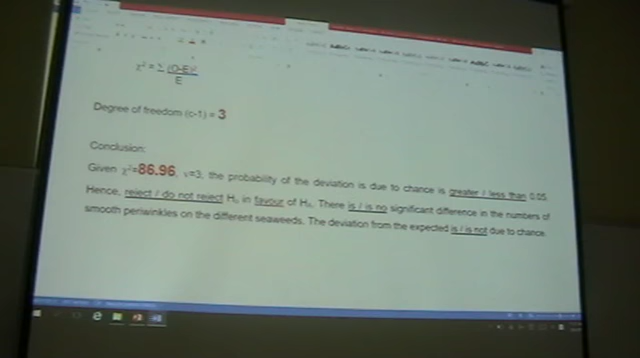 χ² = Σ (O-E)²
E
Degree of freedom (c-1) = 3
Conclusion:
Given χ²=86.96, v=3, the probability of the deviation is due to chance is greater / less than 0.05.
Hence, reject / do not reject H₀ in favour of Hₐ. There is / is no significant difference in the numbers of
smooth periwinkles on the different seaweeds. The deviation from the expected is / is not due to chance.